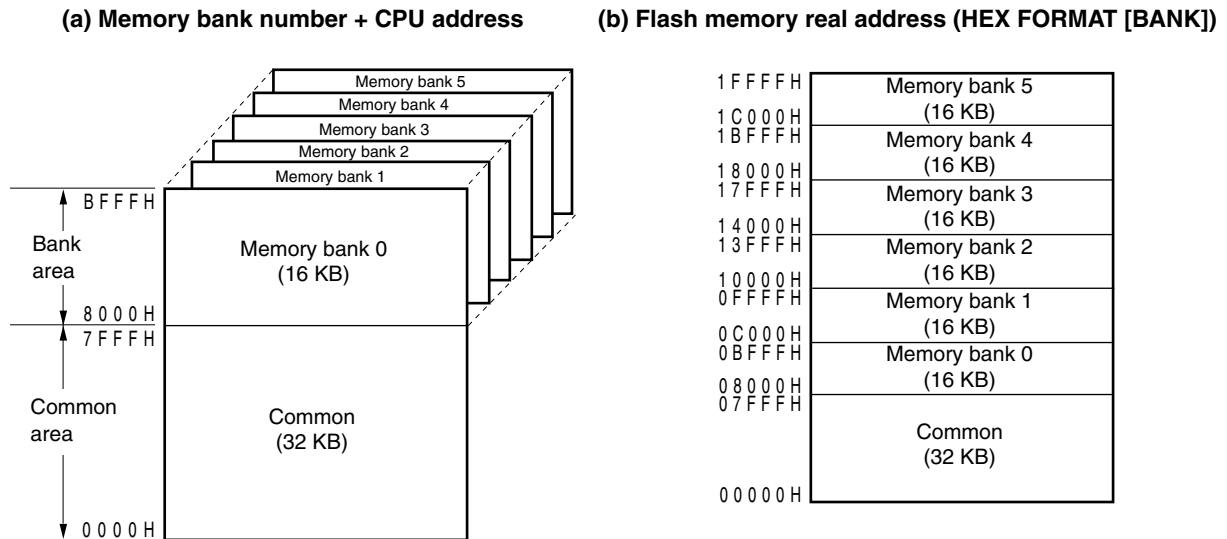 (a) Memory bank number + CPU address
Memory bank 5
Memory bank 4
Memory bank 3
Memory bank 2
Memory bank 1
BFFFH
Bank
area
Memory bank 0
(16 KB)
8000H
7FFFH
Common
area
Common
(32 KB)
0000H
(b) Flash memory real address (HEX FORMAT [BANK])
1FFFFH
Memory bank 5
(16 KB)
1C000H
1BFFFH
Memory bank 4
(16 KB)
18000H
17FFFH
Memory bank 3
(16 KB)
14000H
13FFFH
Memory bank 2
(16 KB)
10000H
0FFFFH
Memory bank 1
(16 KB)
0C000H
0BFFFH
Memory bank 0
(16 KB)
08000H
07FFFH
Common
(32 KB)
00000H